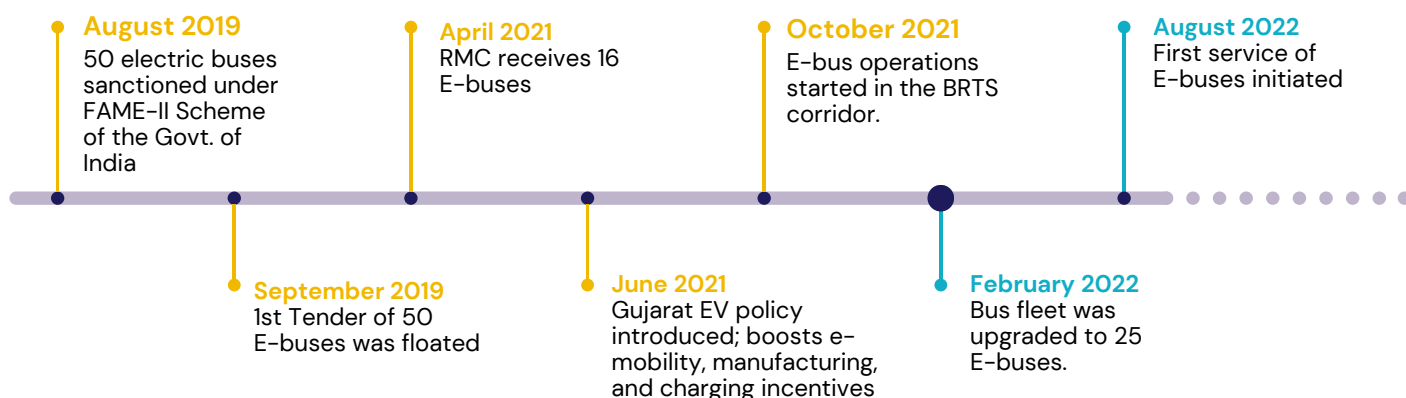 August 2019
50 electric buses
sanctioned under
FAME-II Scheme
of the Govt. of
India
September 2019
1st Tender of 50
E-buses was floated
April 2021
RMC receives 16
E-buses
June 2021
Gujarat EV policy
introduced; boosts e-
mobility, manufacturing,
and charging incentives
October 2021
E-bus operations
started in the BRTS
corridor.
February 2022
Bus fleet was
upgraded to 25
E-buses.
August 2022
First service of
E-buses initiated